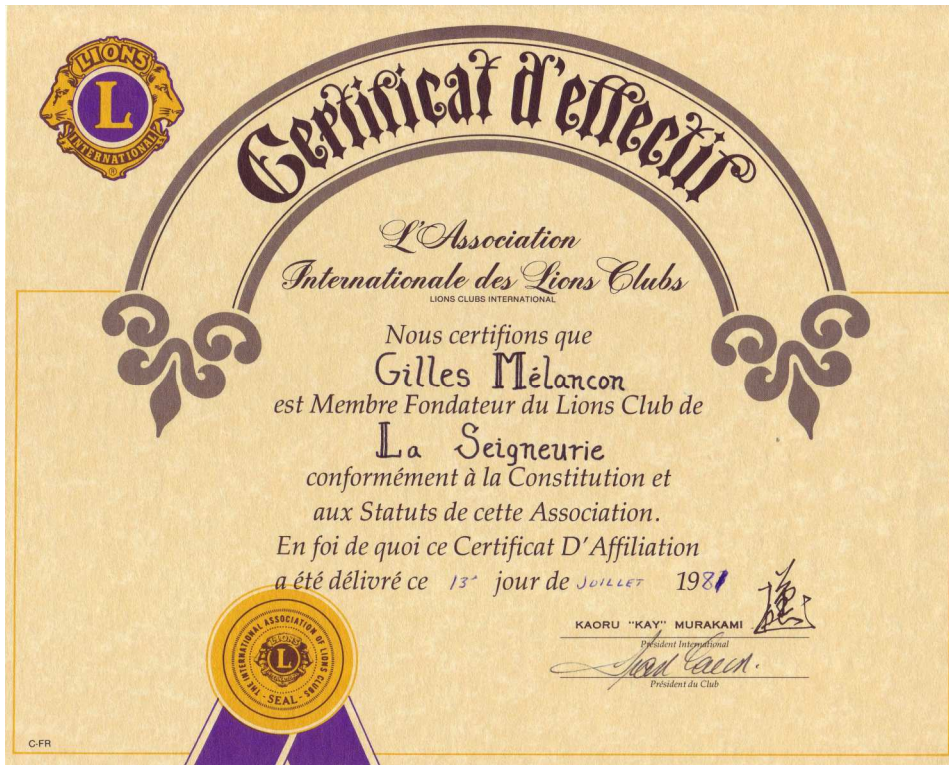 LIONS
L
INTERNATIONAL
®
Certificat d'effectif
L'Association
Internationale des Lions Clubs
LIONS CLUBS INTERNATIONAL
Nous certifions que
Gilles Mélancon
est Membre Fondateur du Lions Club de
La Seigneurie
conformément à la Constitution et
aux Statuts de cette Association.
En foi de quoi ce Certificat D'Affiliation
a été délivré ce 13e jour de JUILLET 1981
KAORU "KAY" MURAKAMI
Président International
Président du Club
THE INTERNATIONAL ASSOCIATION OF LIONS CLUBS
LIONS
L
INTERNATIONAL
- SEAL -
C-FR